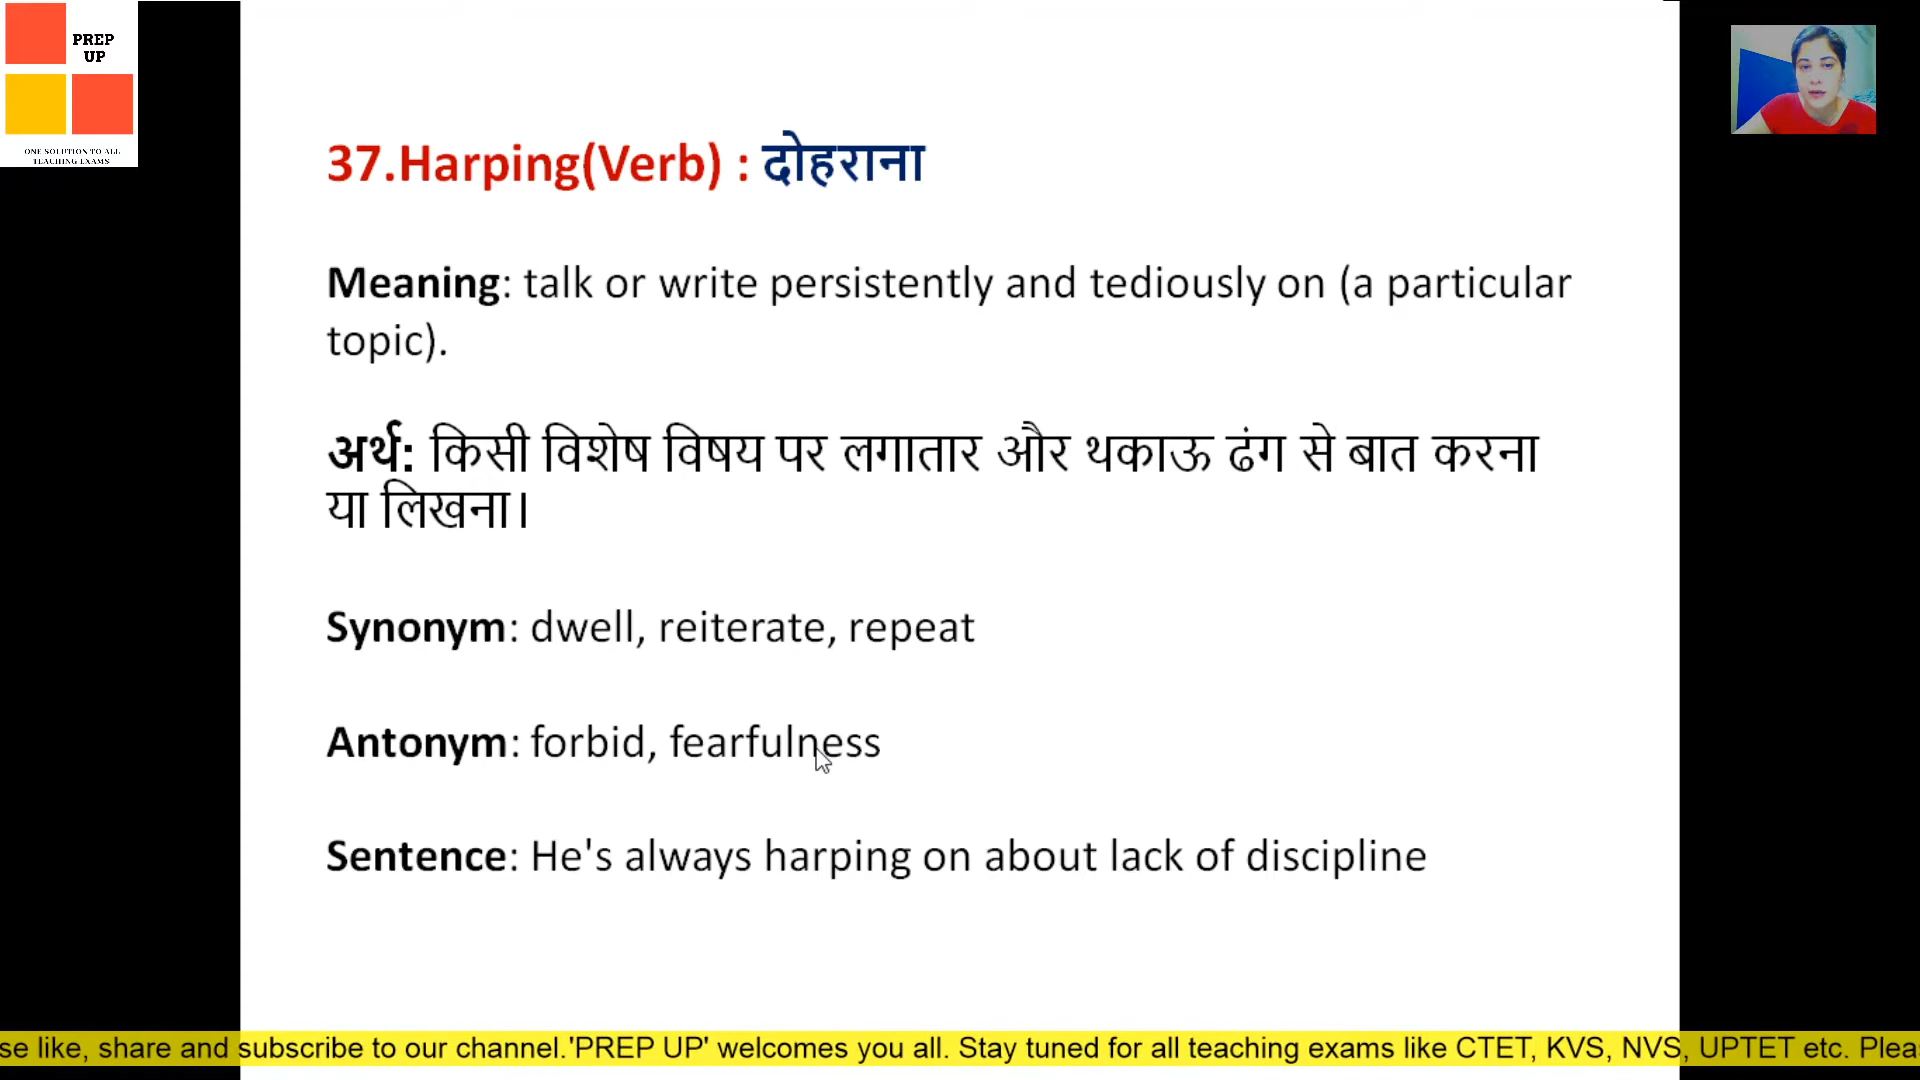 PREP
UP
ONE SOLUTION TO ALL
TEACHING EXAMS
37.Harping(Verb) : दोहराना
Meaning: talk or write persistently and tediously on (a particular
topic).
अर्थ: किसी विशेष विषय पर लगातार और थकाऊ ढंग से बात करना
या लिखना।
Synonym: dwell, reiterate, repeat
Antonym: forbid, fearfulness
Sentence: He's always harping on about lack of discipline
se like, share and subscribe to our channel.'PREP UP' welcomes you all. Stay tuned for all teaching exams like CTET, KVS, NVS, UPTET etc. Plea